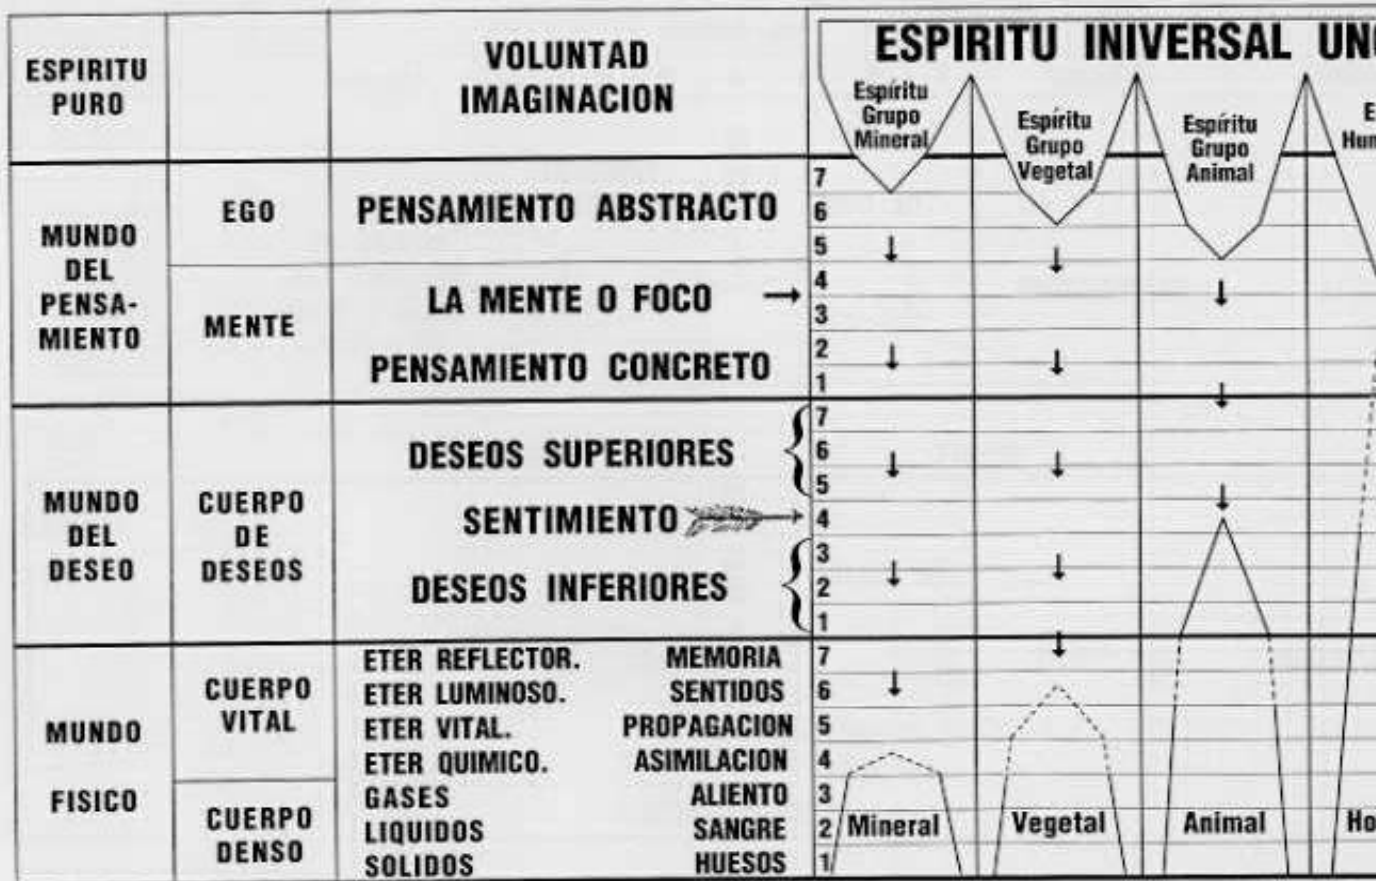 ESPIRITU
PURO
VOLUNTAD
IMAGINACION
ESPIRITU INIVERSAL UN
Espíritu
Grupo
Mineral
Espíritu
Grupo
Vegetal
Espíritu
Grupo
Animal
E
Hum
MUNDO
DEL
PENSA-
MIENTO
EGO
PENSAMIENTO ABSTRACTO
MENTE
LA MENTE O FOCO
PENSAMIENTO CONCRETO
7
6
5
4
3
2
1
MUNDO
DEL
DESEO
CUERPO
DE
DESEOS
DESEOS SUPERIORES
SENTIMIENTO
DESEOS INFERIORES
7
6
5
4
3
2
1
MUNDO
FISICO
CUERPO
VITAL
CUERPO
DENSO
ETER REFLECTOR. MEMORIA
ETER LUMINOSO. SENTIDOS
ETER VITAL. PROPAGACION
ETER QUIMICO. ASIMILACION
GASES ALIENTO
LIQUIDOS SANGRE
SOLIDOS HUESOS
7
6
5
4
3
2
1
Mineral
Vegetal
Animal
Ho